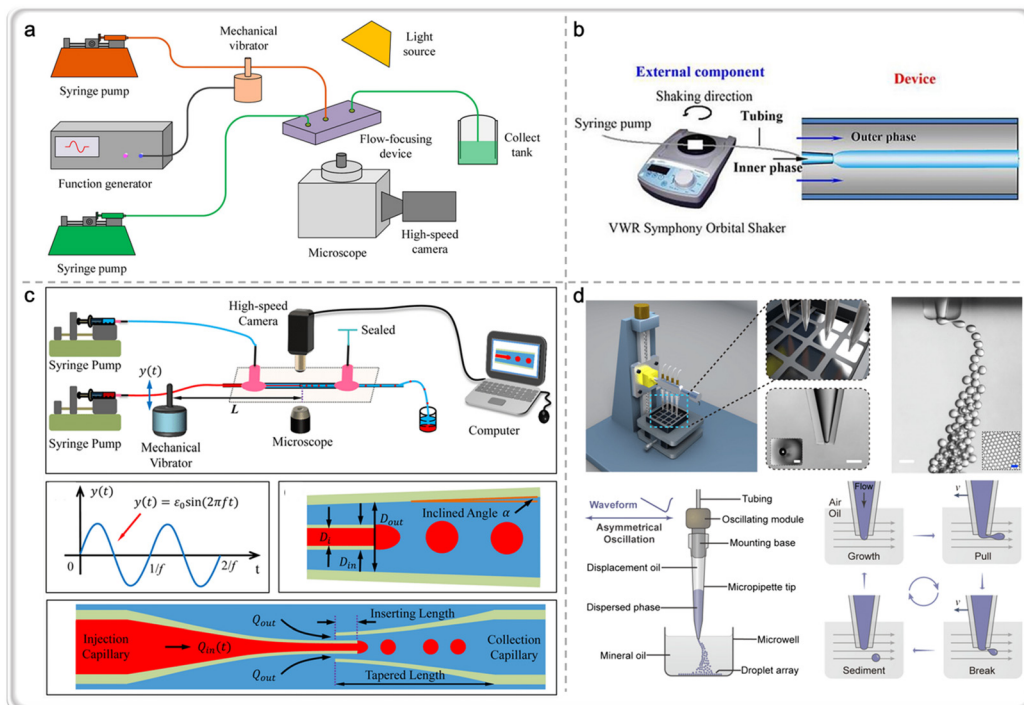 a
Mechanical
vibrator
Light
source
Syringe pump
Function generator
Flow-focusing
device
Collect
tank
Syringe pump
Microscope
High-speed
camera
b
External component
Device
Shaking direction
Tubing
Syringe pump
Outer phase
Inner phase
VWR Symphony Orbital Shaker
c
High-speed
Camera
Sealed
Syringe Pump
y(t)
L
Syringe Pump
Mechanical
Vibrator
Microscope
Computer
y(t)
y(t) = ε₀sin(2πft)
0
1/f
2/f
t
D_out
Inclined Angle α
D_i
D_in
Q_out
Inserting Length
Injection
Capillary
Q_in(t)
Collection
Capillary
Q_out
Tapered Length
d
Waveform
Asymmetrical
Oscillation
Tubing
Oscillating module
Mounting base
Displacement oil
Micropipette tip
Dispersed phase
Microwell
Mineral oil
Droplet array
Flow
Air
Oil
Growth
v
Pull
Sediment
v
Break